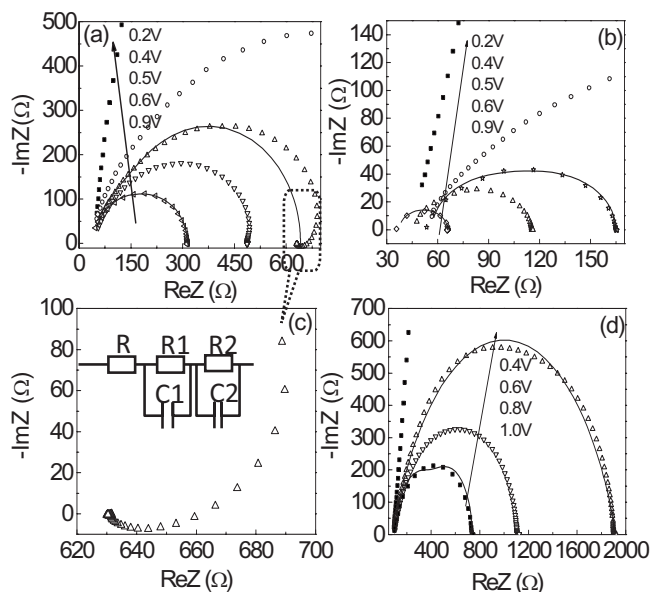 (a)
0.2V
0.4V
0.5V
0.6V
0.9V
500
400
300
200
100
0
0 150 300 450 600
-ImZ(Ω)
ReZ (Ω)
(b)
0.2V
0.4V
0.5V
0.6V
0.9V
140
120
100
80
60
40
20
0
30 60 90 120 150
-ImZ(Ω)
ReZ (Ω)
(c)
R R1 R2
C1 C2
100
80
60
40
20
0
620 640 660 680 700
-ImZ (Ω)
ReZ (Ω)
(d)
0.4V
0.6V
0.8V
1.0V
700
600
500
400
300
200
100
0
400 800 1200 1600 2000
-ImZ (Ω)
ReZ (Ω)